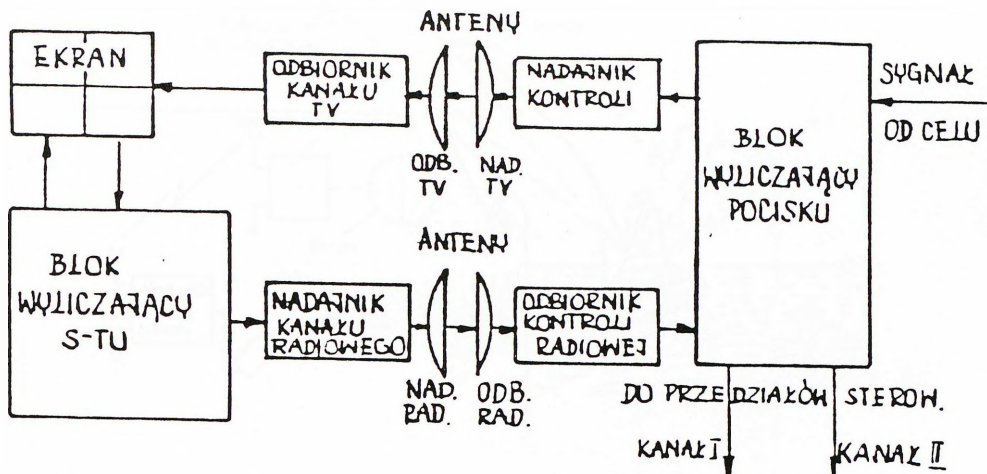 EKRAN
ODBIORNIK
KANAŁU
TV
ANTENY
ODB.
TV
NAD.
TV
NADAJNIK
KONTROLI
BLOK
WYLICZAJĄCY
POCISKU
SYGNAŁ
OD CELU
BLOK
WYLICZAJĄCY
S-TU
NADAJNIK
KANAŁU
RADIOWEGO
ANTENY
NAD.
RAD.
ODB.
RAD.
ODBIORNIK
KONTROLI
RADIOWEJ
DO PRZEDZIAŁÓW STEROW.
KANAŁ I
KANAŁ II